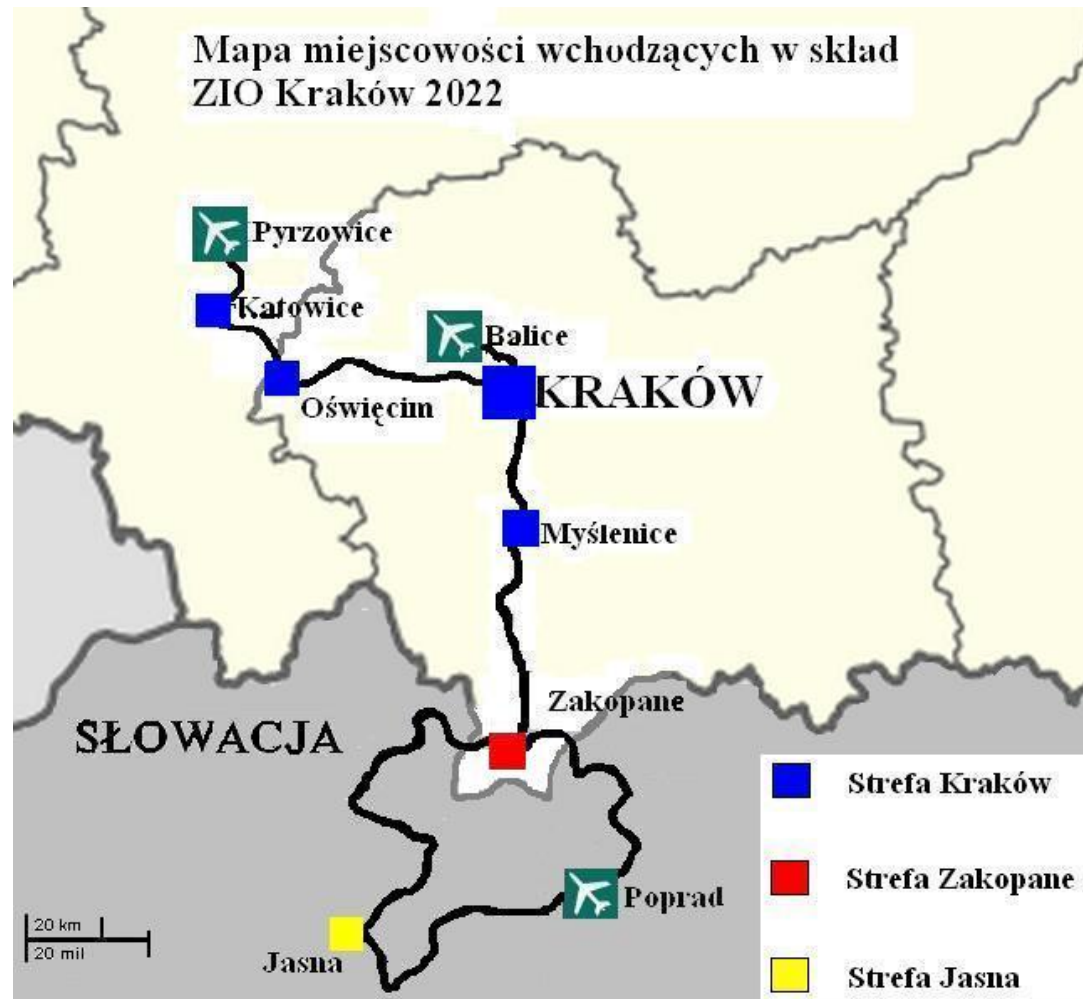 Mapa miejscowości wchodzących w skład
ZIO Kraków 2022
Pyrzowice
Katowice
Balice
KRAKÓW
Oświęcim
Myślenice
Zakopane
SŁOWACJA
Strefa Kraków
Strefa Zakopane
Poprad
20 km
20 mil
Jasna
Strefa Jasna